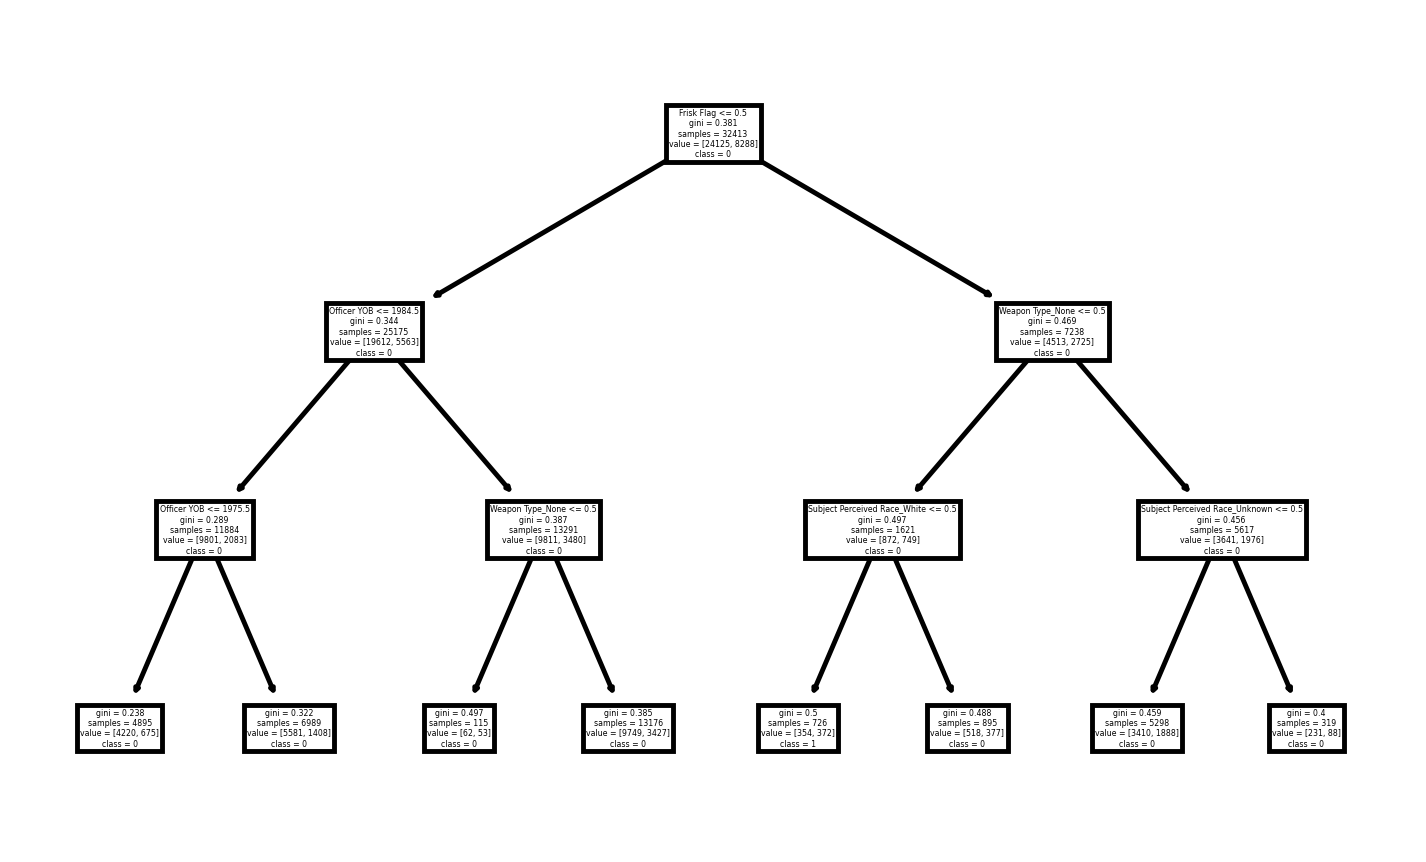 Frisk Flag <= 0.5
gini = 0.381
samples = 32413
value = [24125, 8288]
class = 0
Officer YOB <= 1984.5
gini = 0.344
samples = 25175
value = [19612, 5563]
class = 0
Weapon Type_None <= 0.5
gini = 0.469
samples = 7238
value = [4513, 2725]
class = 0
Officer YOB <= 1975.5
gini = 0.289
samples = 11884
value = [9801, 2083]
class = 0
Weapon Type_None <= 0.5
gini = 0.387
samples = 13291
value = [9811, 3480]
class = 0
Subject Perceived Race_White <= 0.5
gini = 0.497
samples = 1621
value = [872, 749]
class = 0
Subject Perceived Race_Unknown <= 0.5
gini = 0.456
samples = 5617
value = [3641, 1976]
class = 0
gini = 0.238
samples = 4895
value = [4220, 675]
class = 0
gini = 0.322
samples = 6989
value = [5581, 1408]
class = 0
gini = 0.497
samples = 115
value = [62, 53]
class = 0
gini = 0.385
samples = 13176
value = [9749, 3427]
class = 0
gini = 0.5
samples = 726
value = [354, 372]
class = 1
gini = 0.488
samples = 895
value = [518, 377]
class = 0
gini = 0.459
samples = 5298
value = [3410, 1888]
class = 0
gini = 0.4
samples = 319
value = [231, 88]
class = 0